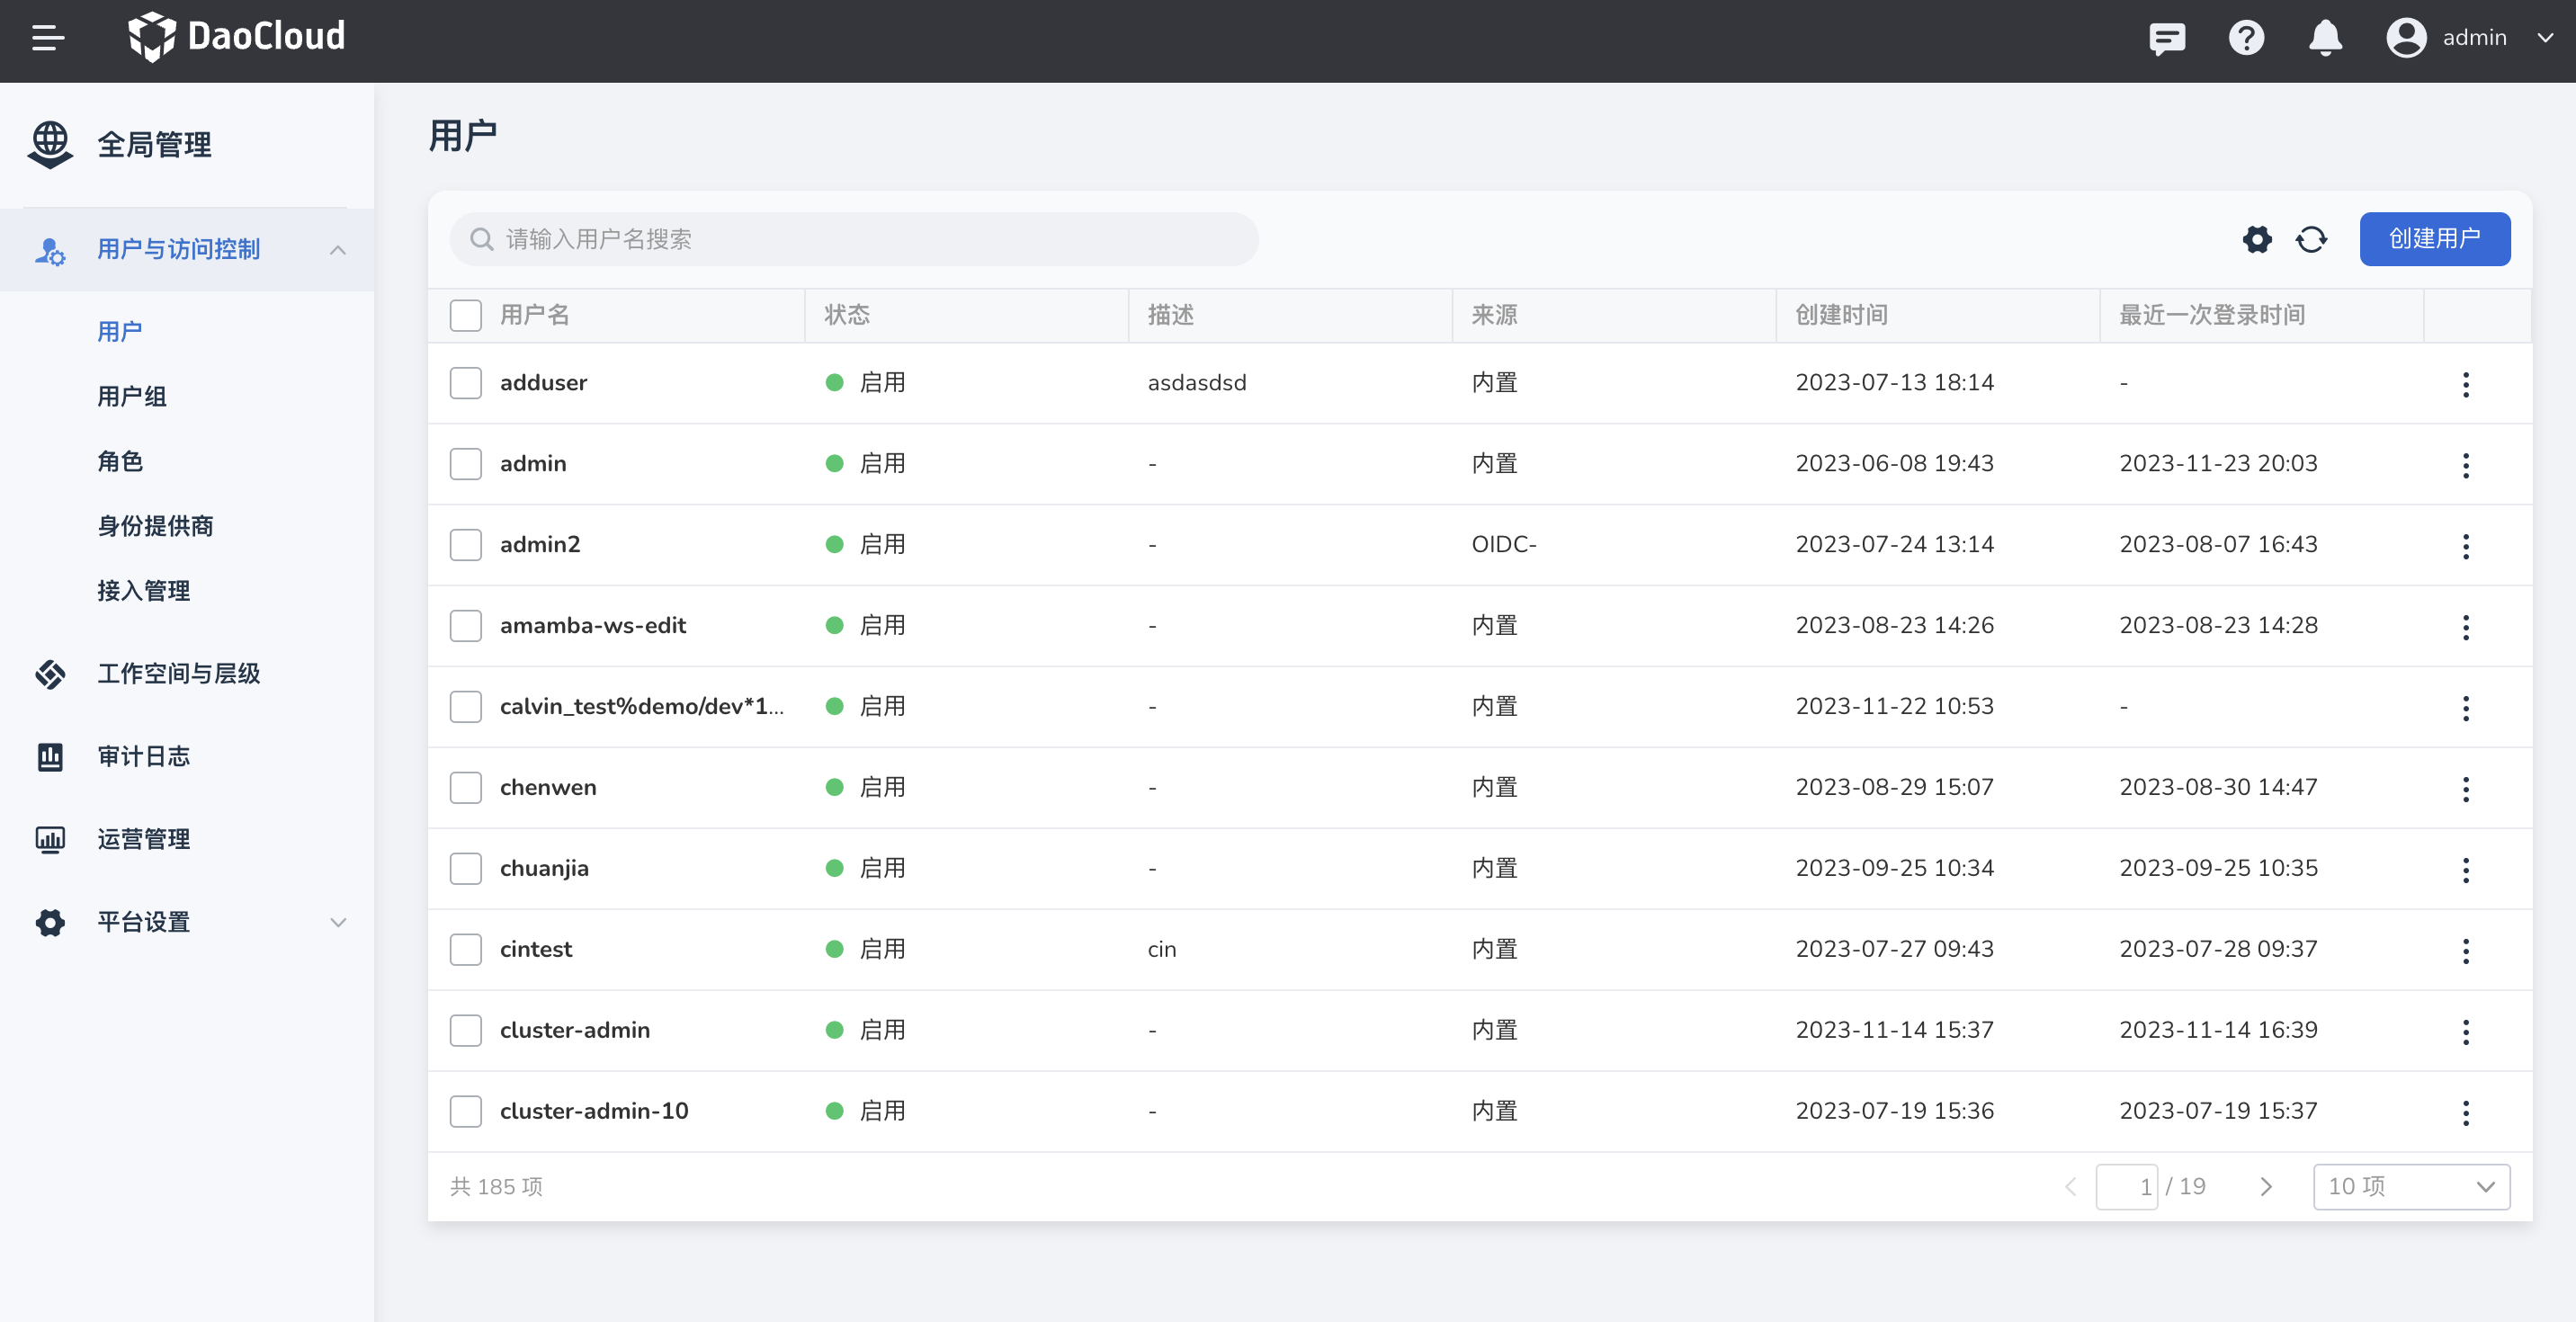 DaoCloud
admin
全局管理
用户与访问控制
用户
用户组
角色
身份提供商
接入管理
工作空间与层级
审计日志
运营管理
平台设置
用户
请输入用户名搜索
创建用户
用户名 状态 描述 来源 创建时间 最近一次登录时间
adduser 启用 asdasdsd 内置 2023-07-13 18:14 -
admin 启用 - 内置 2023-06-08 19:43 2023-11-23 20:03
admin2 启用 - OIDC- 2023-07-24 13:14 2023-08-07 16:43
amamba-ws-edit 启用 - 内置 2023-08-23 14:26 2023-08-23 14:28
calvin_test%demo/dev*1... 启用 - 内置 2023-11-22 10:53 -
chenwen 启用 - 内置 2023-08-29 15:07 2023-08-30 14:47
chuanjia 启用 - 内置 2023-09-25 10:34 2023-09-25 10:35
cintest 启用 cin 内置 2023-07-27 09:43 2023-07-28 09:37
cluster-admin 启用 - 内置 2023-11-14 15:37 2023-11-14 16:39
cluster-admin-10 启用 - 内置 2023-07-19 15:36 2023-07-19 15:37
共 185 项 1 / 19 10 项